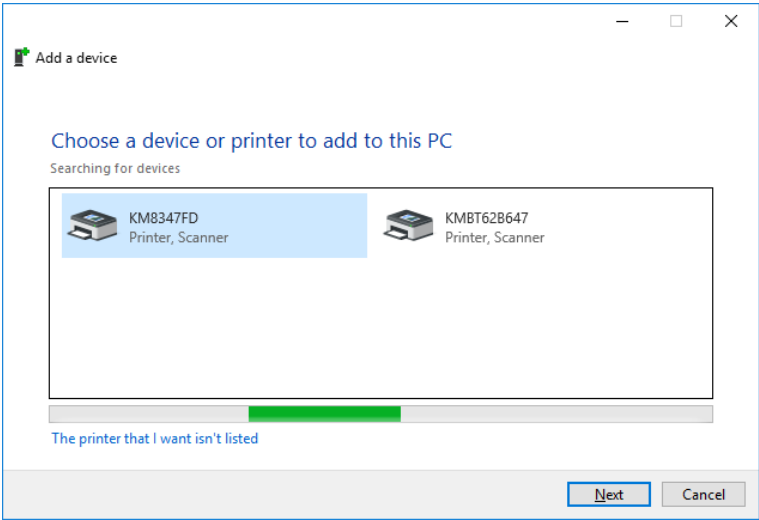 Add a device
Choose a device or printer to add to this PC
Searching for devices
KM8347FD
Printer, Scanner
KMBT62B647
Printer, Scanner
The printer that I want isn't listed
Next
Cancel